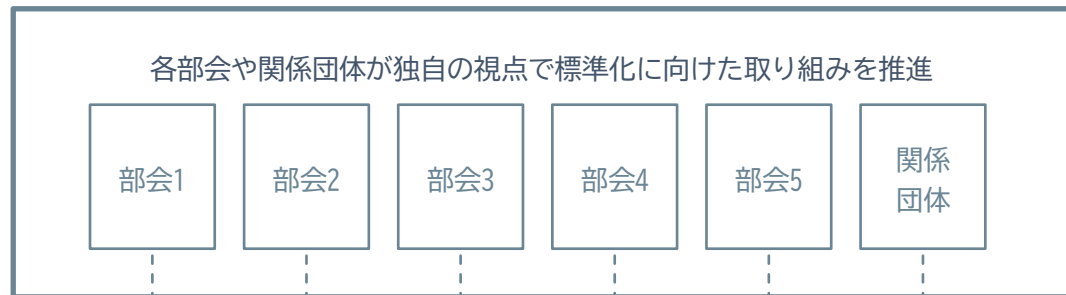 各部会や関係団体が独自の視点で標準化に向けた取り組みを推進
部会1
部会2
部会3
部会4
部会5
関係
団体